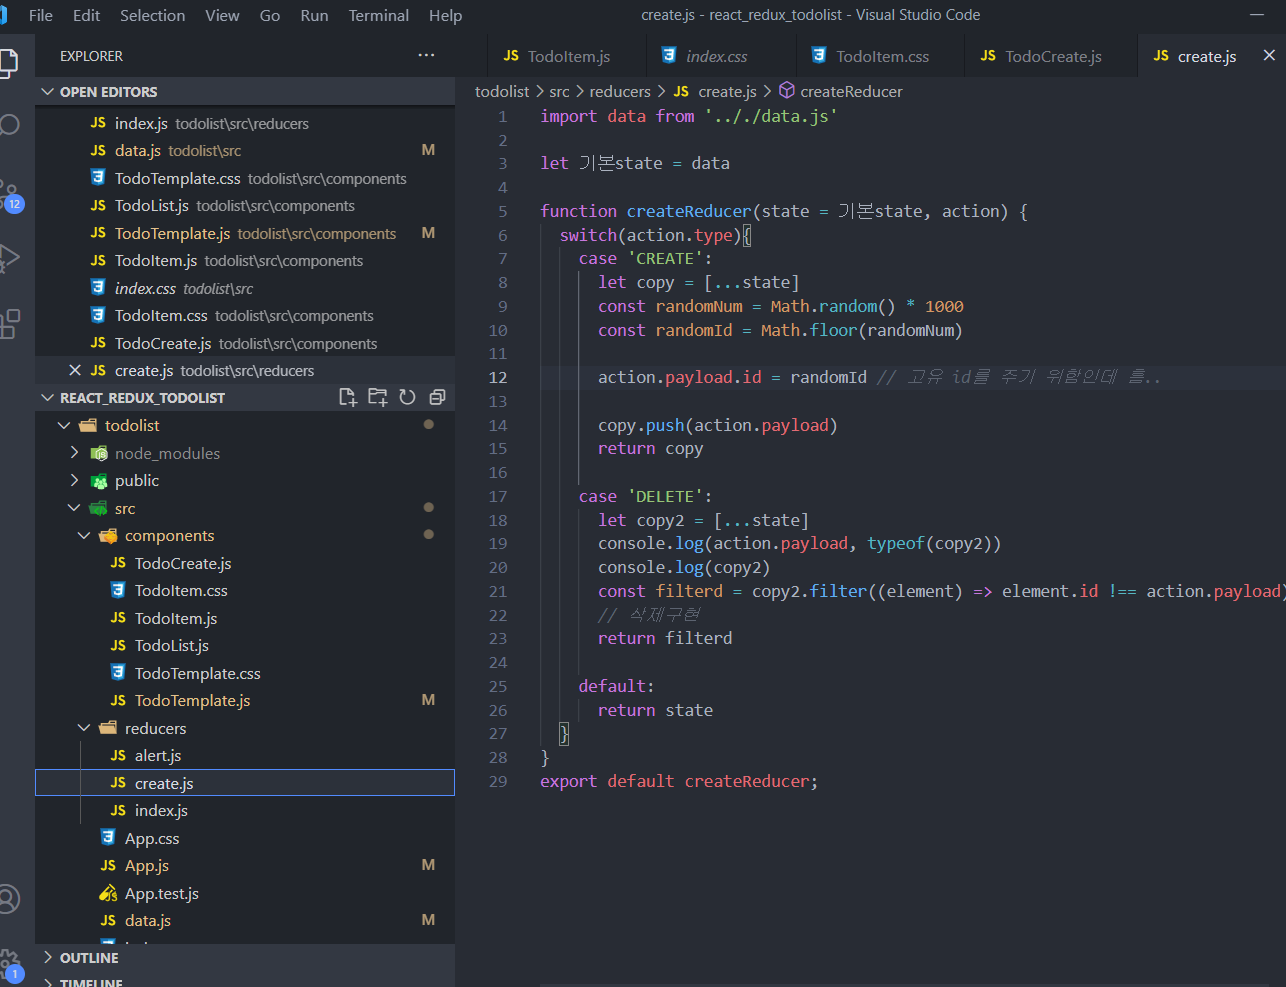 File Edit Selection View Go Run Terminal Help
create.js - react_redux_todolist - Visual Studio Code
EXPLORER
OPEN EDITORS
JS index.js todolist\src\reducers
JS data.js todolist\src M
TodoTemplate.css todolist\src\components
JS TodoList.js todolist\src\components
JS TodoTemplate.js todolist\src\components M
JS TodoItem.js todolist\src\components
index.css todolist\src
TodoItem.css todolist\src\components
JS TodoCreate.js todolist\src\components
JS create.js todolist\src\reducers
REACT_REDUX_TODOLIST
todolist
node_modules
public
src
components
JS TodoCreate.js
TodoItem.css
JS TodoItem.js
JS TodoList.js
TodoTemplate.css
JS TodoTemplate.js M
reducers
JS alert.js
JS create.js
JS index.js
App.css
JS App.js M
App.test.js
JS data.js M
OUTLINE
TIMELINE
12
1
JS TodoItem.js
index.css
TodoItem.css
JS TodoCreate.js
JS create.js
todolist > src > reducers > JS create.js > createReducer
1 import data from '.././data.js'
2
3 let 기본state = data
4
5 function createReducer(state = 기본state, action) {
6 switch(action.type){
7 case 'CREATE':
8 let copy = [...state]
9 const randomNum = Math.random() * 1000
10 const randomId = Math.floor(randomNum)
11
12 action.payload.id = randomId // 고유 id를 주기 위함인데 흠..
13
14 copy.push(action.payload)
15 return copy
16
17 case 'DELETE':
18 let copy2 = [...state]
19 console.log(action.payload, typeof(copy2))
20 console.log(copy2)
21 const filterd = copy2.filter((element) => element.id !== action.payload)
22 // 삭제구현
23 return filterd
24
25 default:
26 return state
27 }
28 }
29 export default createReducer;